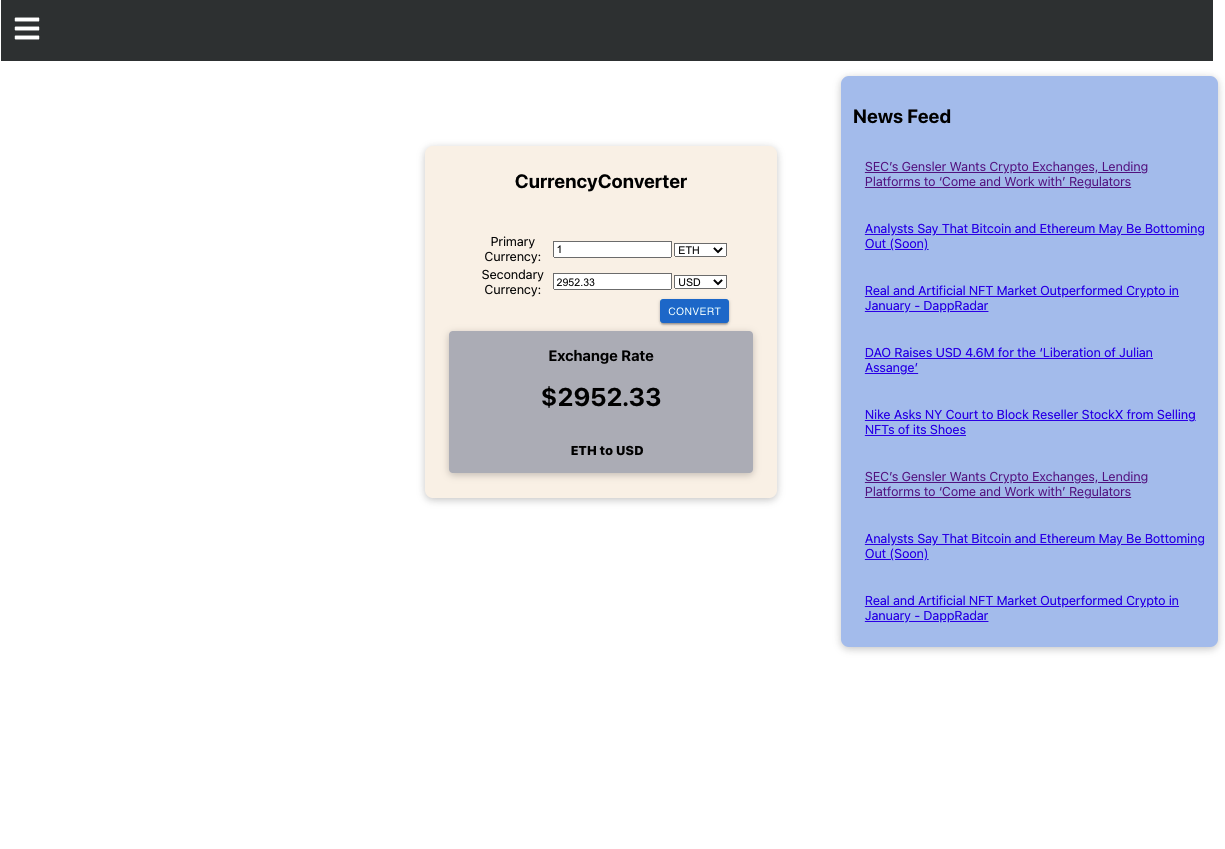 CurrencyConverter
Primary
Currency:
1
ETH
Secondary
Currency:
2952.33
USD
CONVERT
Exchange Rate
$2952.33
ETH to USD
News Feed
SEC’s Gensler Wants Crypto Exchanges, Lending
Platforms to ‘Come and Work with’ Regulators
Analysts Say That Bitcoin and Ethereum May Be Bottoming
Out (Soon)
Real and Artificial NFT Market Outperformed Crypto in
January - DappRadar
DAO Raises USD 4.6M for the ‘Liberation of Julian
Assange’
Nike Asks NY Court to Block Reseller StockX from Selling
NFTs of its Shoes
SEC’s Gensler Wants Crypto Exchanges, Lending
Platforms to ‘Come and Work with’ Regulators
Analysts Say That Bitcoin and Ethereum May Be Bottoming
Out (Soon)
Real and Artificial NFT Market Outperformed Crypto in
January - DappRadar